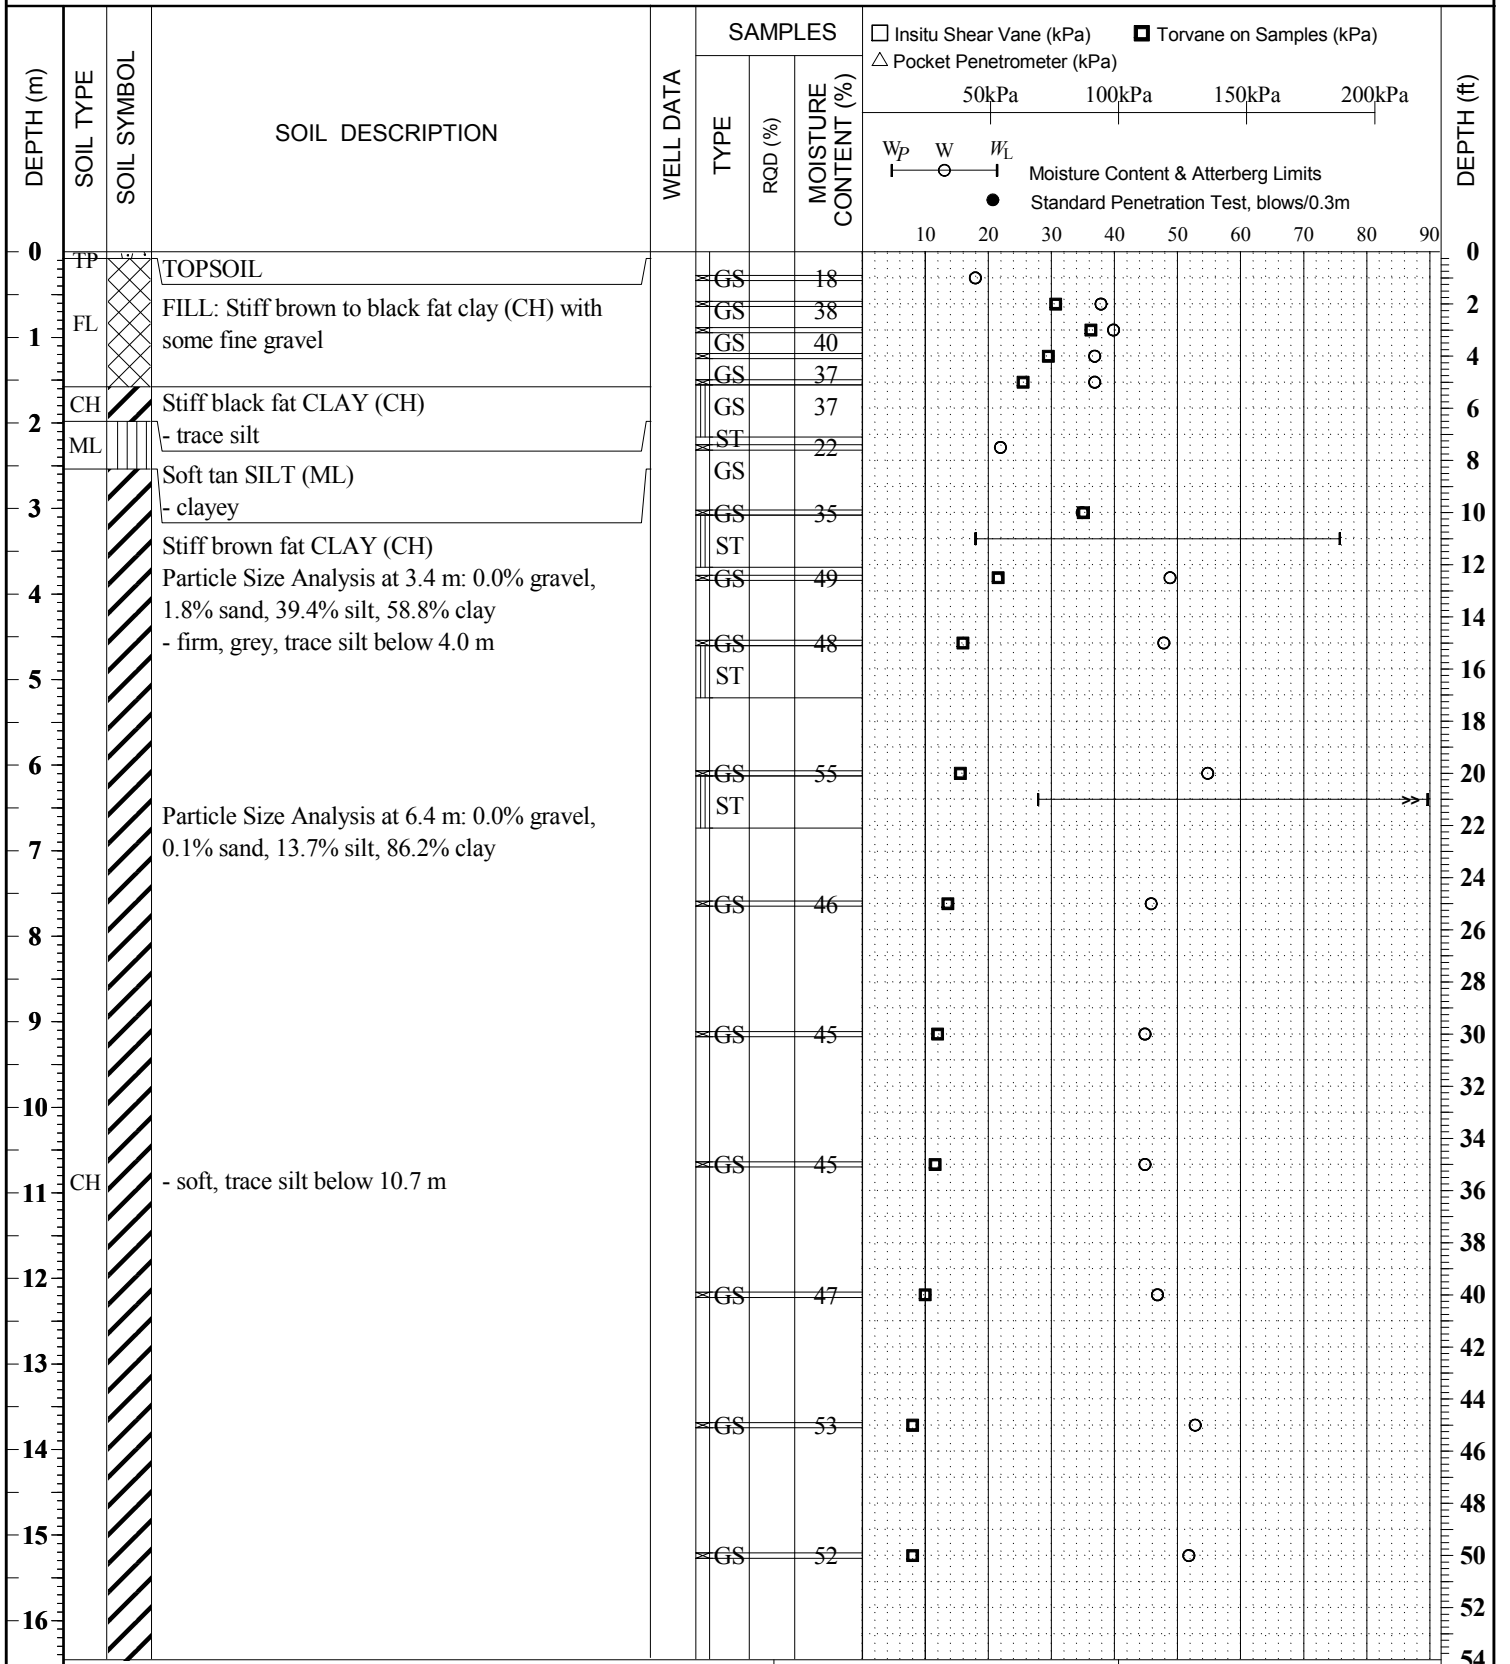 SAMPLES
Insitu Shear Vane (kPa) Torvane on Samples (kPa)
Pocket Penetrometer (kPa)
50kPa 100kPa 150kPa 200kPa
DEPTH (m)
SOIL TYPE
SOIL SYMBOL
SOIL DESCRIPTION
WELL DATA
TYPE
RQD (%)
MOISTURE CONTENT (%)
DEPTH (ft)
WP W WL
Moisture Content & Atterberg Limits
Standard Penetration Test, blows/0.3m
10 20 30 40 50 60 70 80 90
0 0
TP TOPSOIL
GS 18
FL FILL: Stiff brown to black fat clay (CH) with
some fine gravel
GS 38 2
1 GS 40
4
GS 37
CH Stiff black fat CLAY (CH)
- trace silt
GS 37 6
2 ST 22
ML
GS 8
Soft tan SILT (ML)
- clayey
3 GS 35 10
Stiff brown fat CLAY (CH)
ST
Particle Size Analysis at 3.4 m: 0.0% gravel,
1.8% sand, 39.4% silt, 58.8% clay
GS 49 12
4
- firm, grey, trace silt below 4.0 m
14
GS 48
5 ST 16
18
6 GS 55 20
>>
ST
Particle Size Analysis at 6.4 m: 0.0% gravel,
0.1% sand, 13.7% silt, 86.2% clay
22
7
24
GS 46
8 26
28
9 GS 45 30
32
10
34
GS 45
CH - soft, trace silt below 10.7 m
11 36
38
12 GS 47 40
42
13
44
GS 53
14 46
48
15
GS 52 50
16 52
54